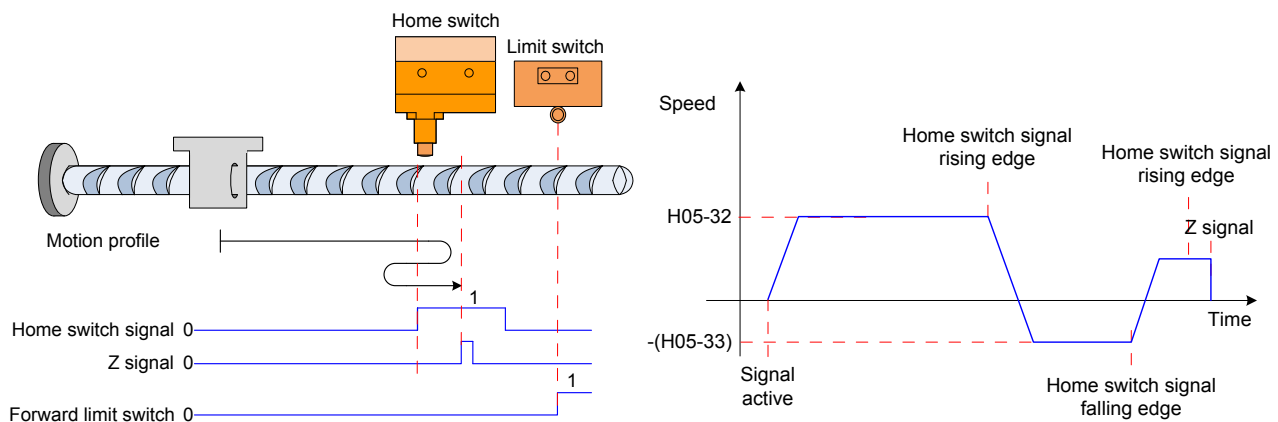 Home switch
Limit switch
Motion profile
1
Home switch signal 0
Z signal 0
1
Forward limit switch 0
Speed
Home switch signal
rising edge
Home switch signal
rising edge
Z signal
H05-32
Time
-(H05-33)
Signal
active
Home switch signal
falling edge